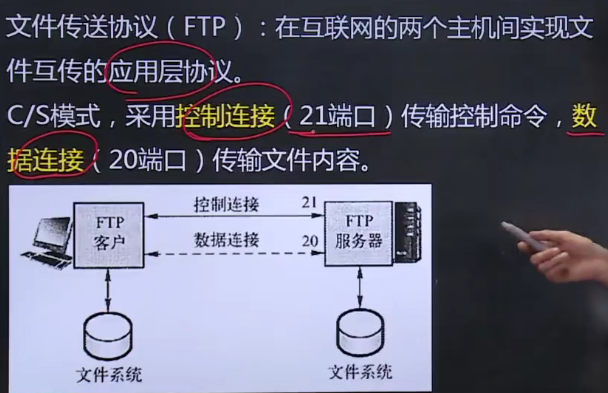 文件传送协议（FTP）：在互联网的两个主机间实现文
件互传的应用层协议。
C/S模式，采用控制连接（21端口）传输控制命令，数
据连接（20端口）传输文件内容。
控制连接 21
FTP
客户
FTP
服务器
数据连接 20
文件系统
文件系统